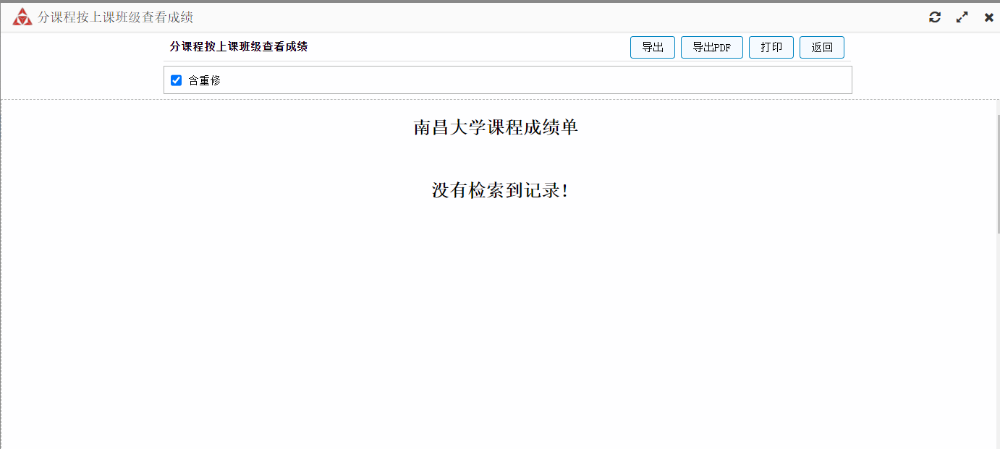 分课程按上课班级查看成绩
分课程按上课班级查看成绩
导出 导出PDF 打印 返回
含重修
南昌大学课程成绩单
没有检索到记录!